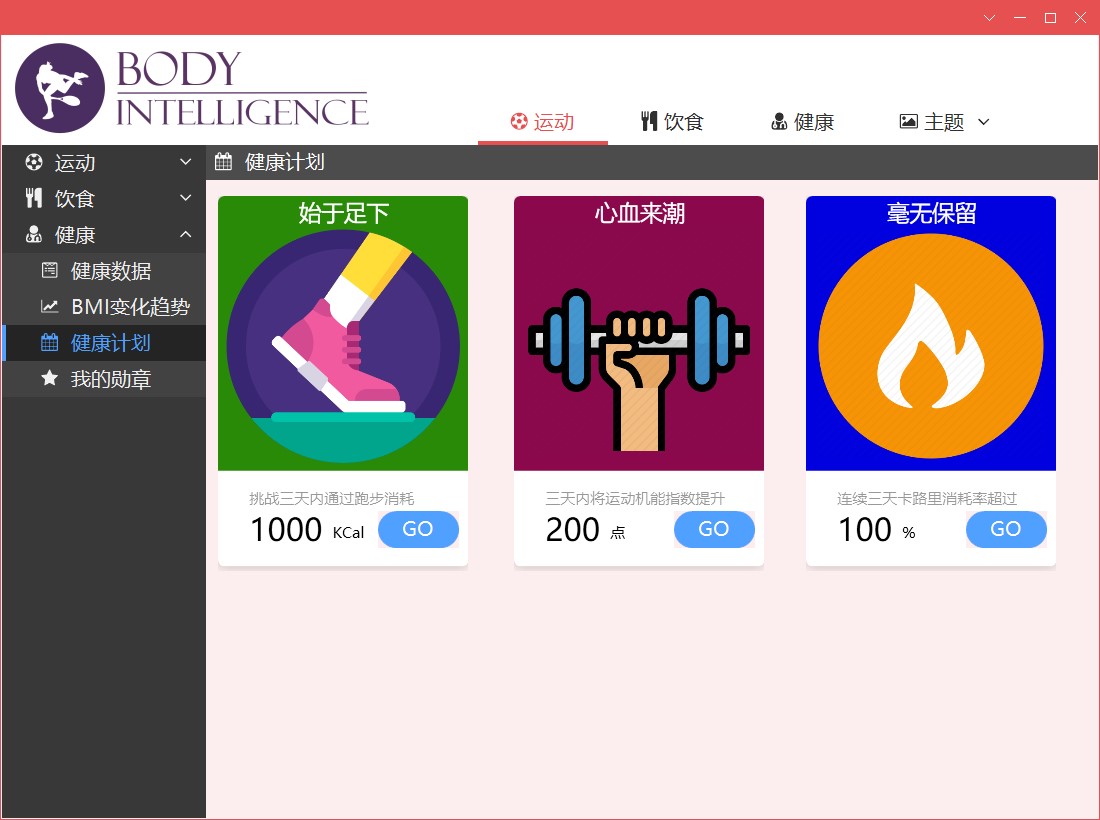 BODY
INTELLIGENCE
运动 饮食 健康 主题
运动
饮食
健康
健康数据
BMI变化趋势
健康计划
我的勋章
健康计划
始于足下
挑战三天内通过跑步消耗
1000 KCal GO
心血来潮
三天内将运动机能指数提升
200 点 GO
毫无保留
连续三天卡路里消耗率超过
100 % GO